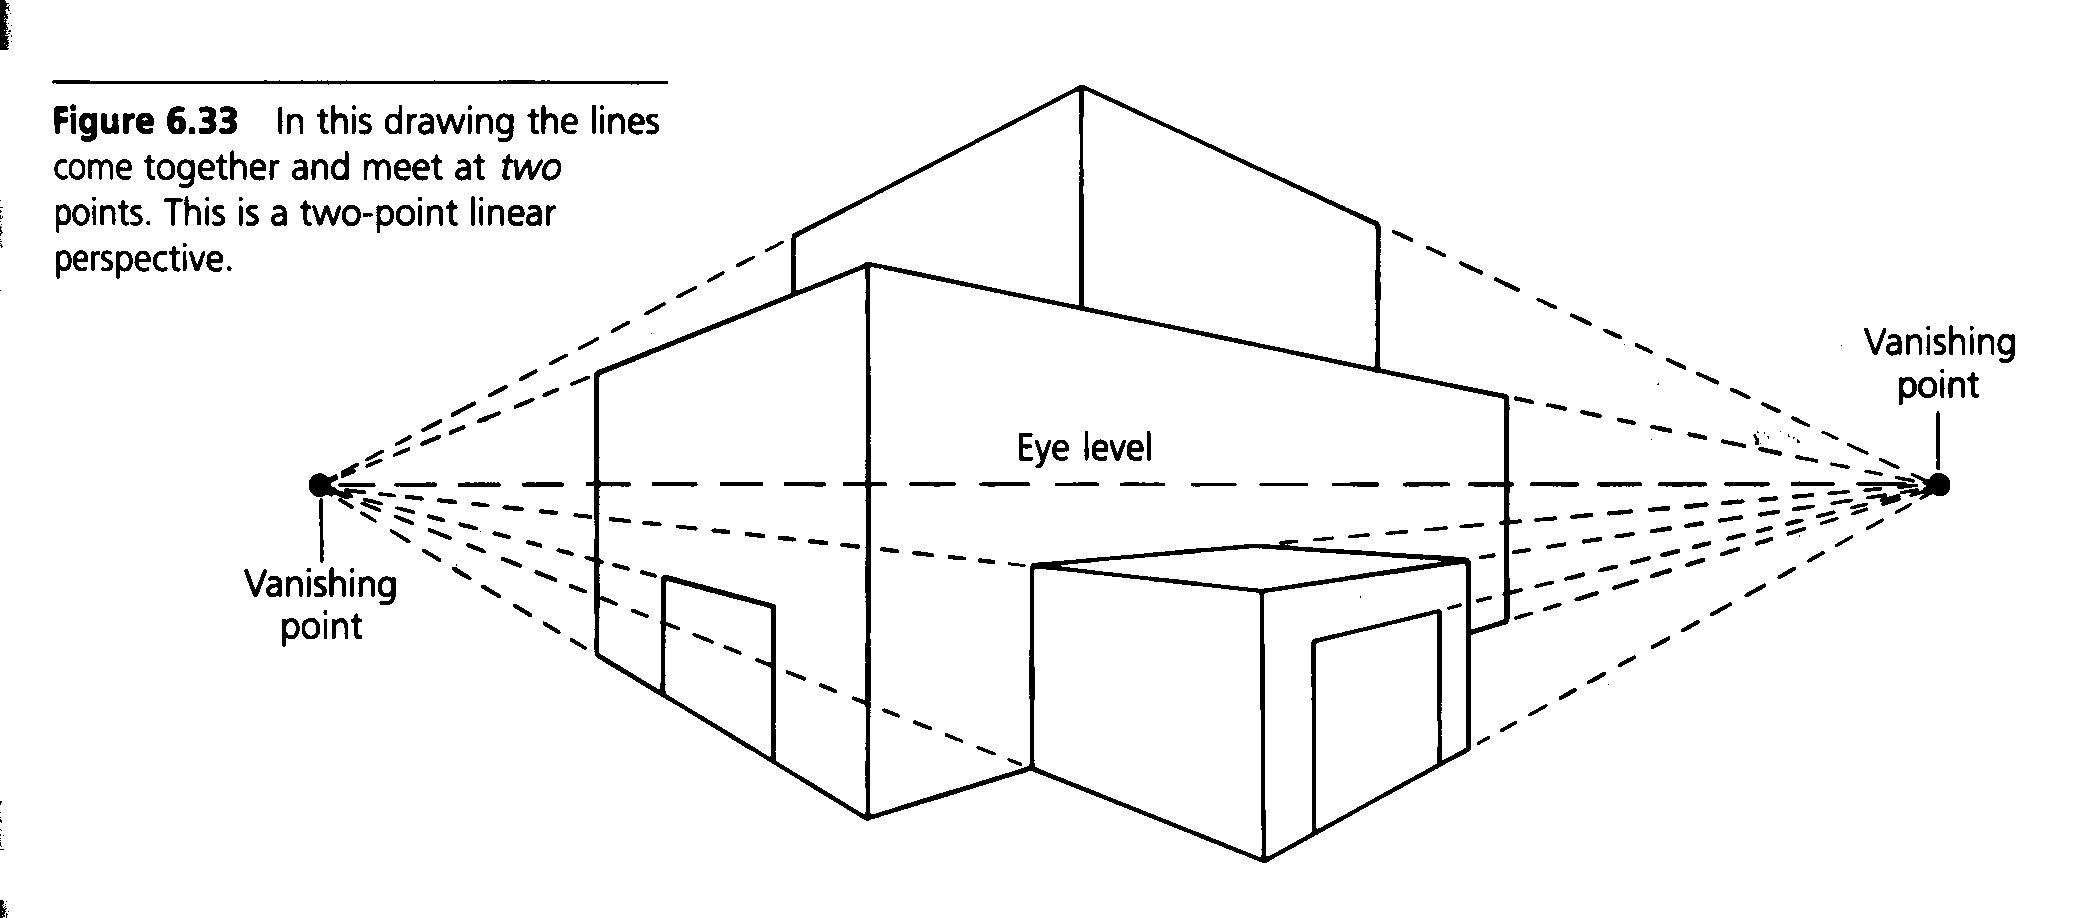 Figure 6.33 In this drawing the lines
come together and meet at two
points. This is a two-point linear
perspective.
Vanishing
point
Eye level
Vanishing
point